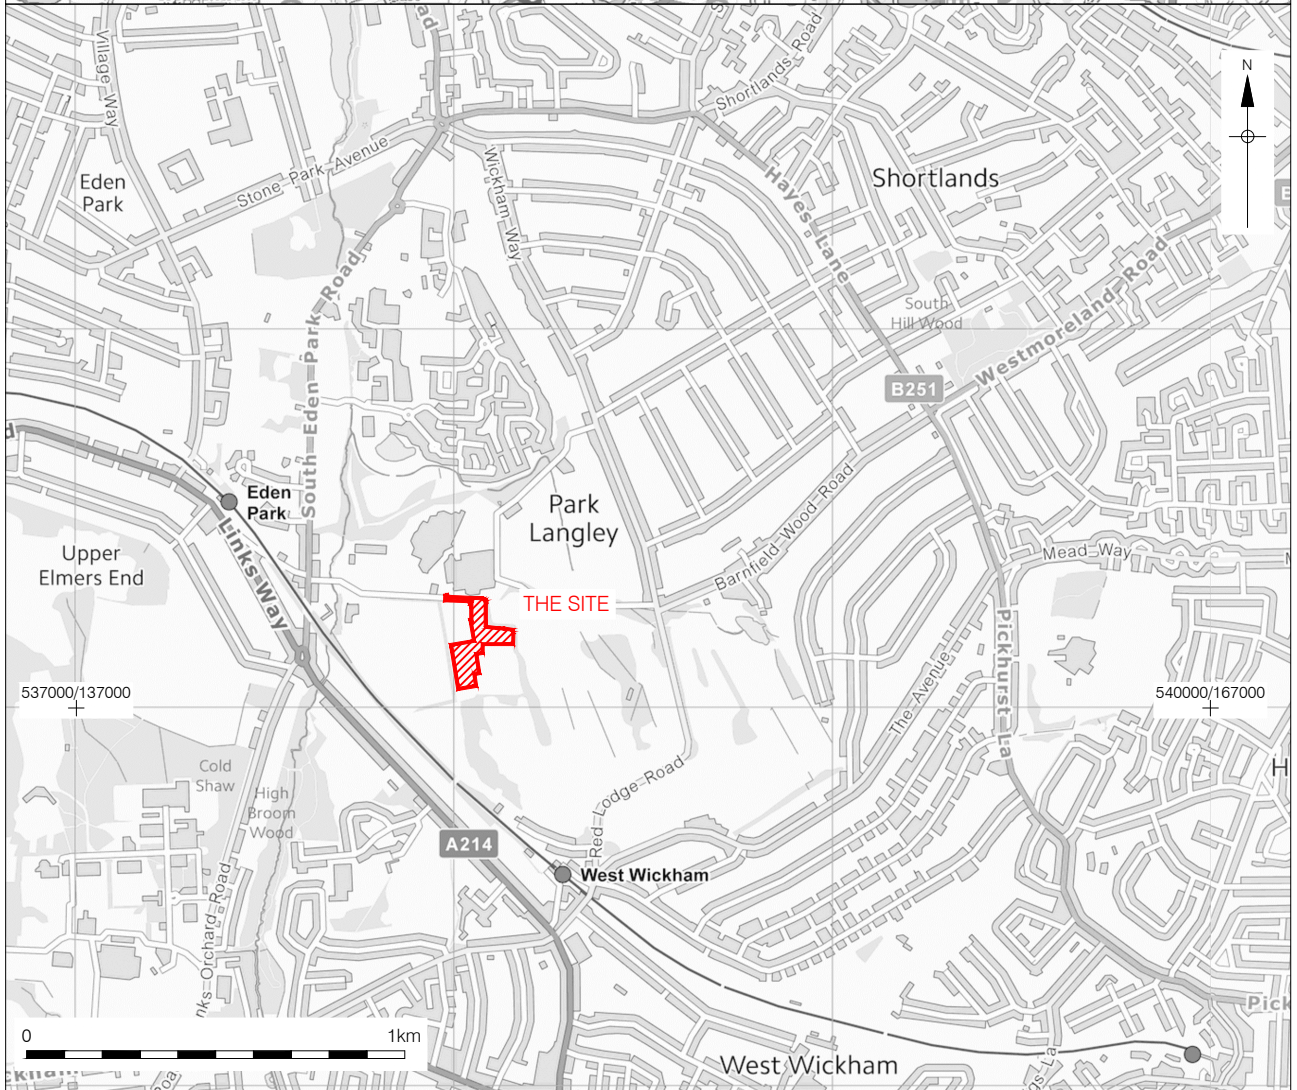 Village Way
Shortlands Road
N
Stone Park Avenue
Wickham Way
Hayes Lane
Shortlands
Eden
Park
South Eden Park Road
South
Hill Wood
Westmoreland Road
B251
Eden
Park
Park
Langley
Barnfield Wood Road
Mead Way
Upper
Elmers End
Links Way
THE SITE
Pickhurst La
The Avenue
537000/137000
540000/167000
Cold
Shaw
High
Broom
Wood
Red Lodge Road
H
A214
West Wickham
nks Orchard Road
Pick
0
1km
West Wickham
ckham